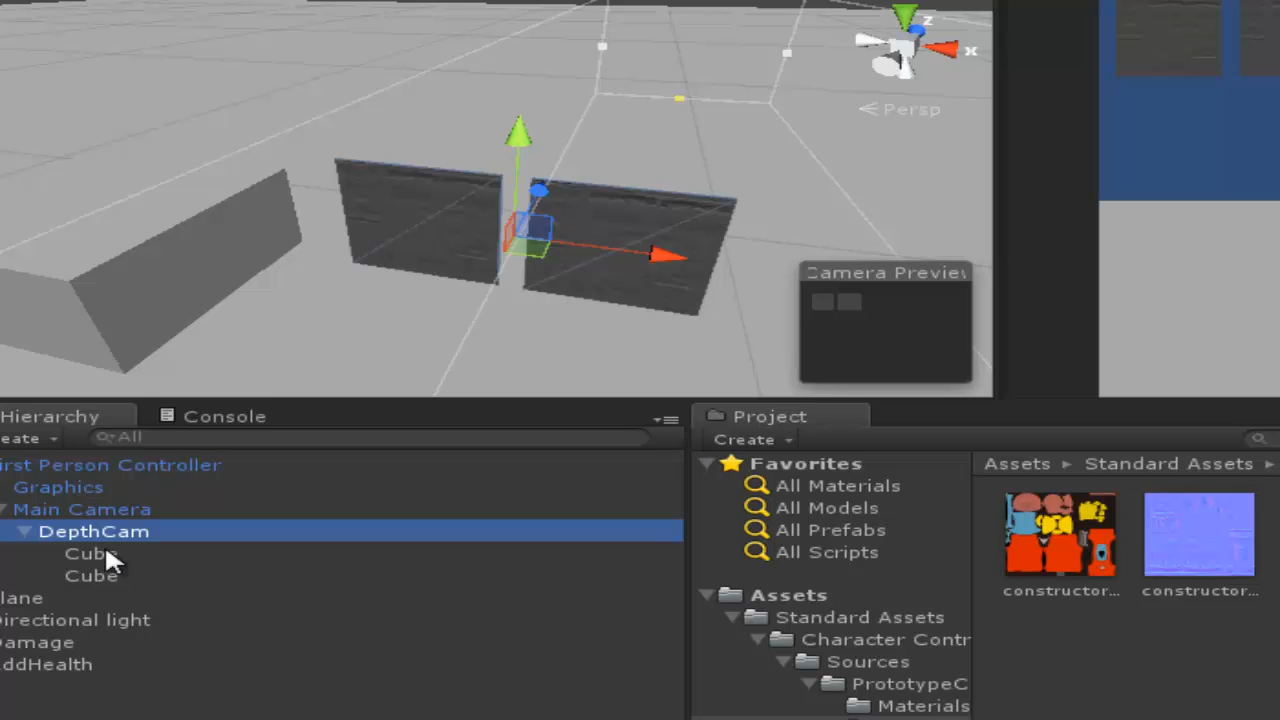 z
x
< Persp
Camera Preview
Hierarchy
Console
Project
eate
All
Create
irst Person Controller
Graphics
Main Camera
DepthCam
Cube
Cube
lane
irectional light
amage
ddHealth
Favorites
All Materials
All Models
All Prefabs
All Scripts
Assets
Standard Assets
Character Contr
Sources
PrototypeC
Materials
Assets ▸ Standard Assets ▸
constructor...
constructor...